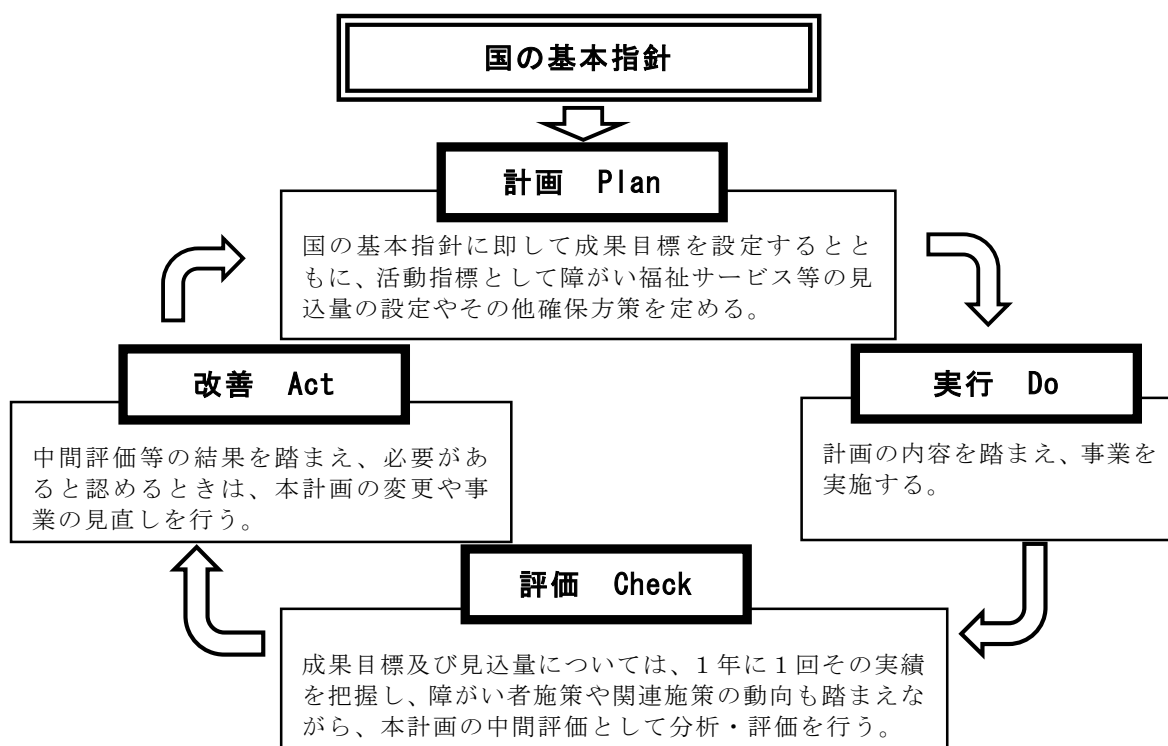 国の基本指針
計画 Plan
国の基本指針に即して成果目標を設定するとと
もに、活動指標として障がい福祉サービス等の見
込量の設定やその他確保方策を定める。
改善 Act
中間評価等の結果を踏まえ、必要があ
ると認めるときは、本計画の変更や事
業の見直しを行う。
実行 Do
計画の内容を踏まえ、事業を
実施する。
評価 Check
成果目標及び見込量については、1年に1回その実績
を把握し、障がい者施策や関連施策の動向も踏まえな
がら、本計画の中間評価として分析・評価を行う。